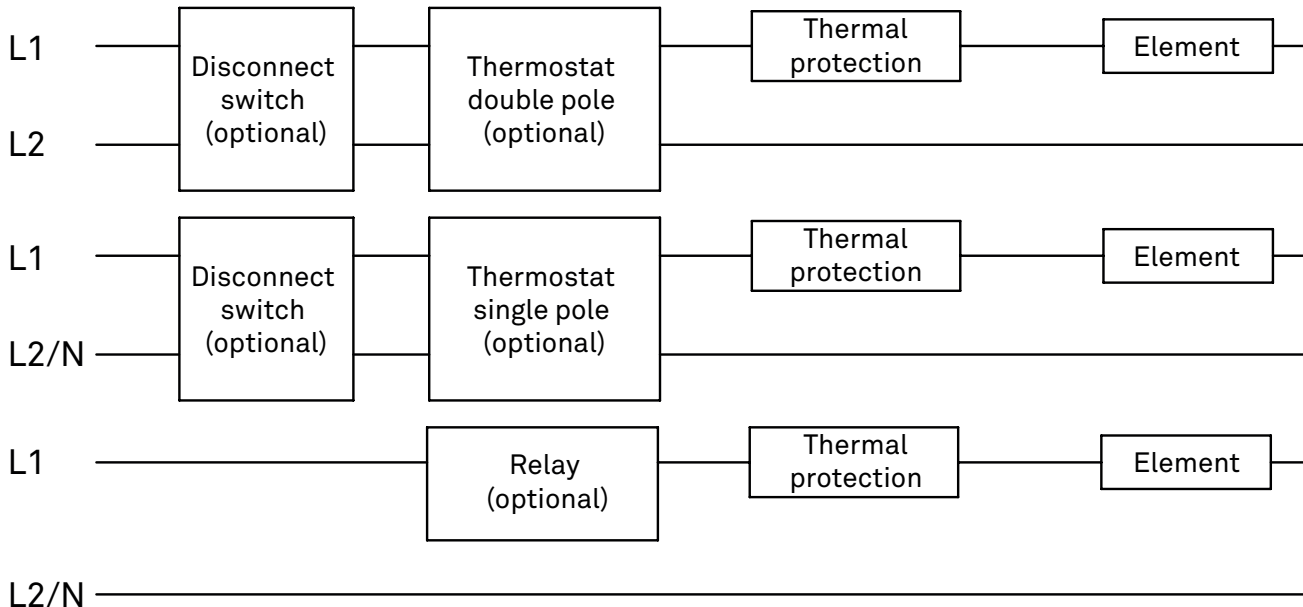 L1
Disconnect
switch
(optional)
Thermostat
double pole
(optional)
Thermal
protection
Element
L2
L1
Disconnect
switch
(optional)
Thermostat
single pole
(optional)
Thermal
protection
Element
L2/N
L1
Relay
(optional)
Thermal
protection
Element
L2/N